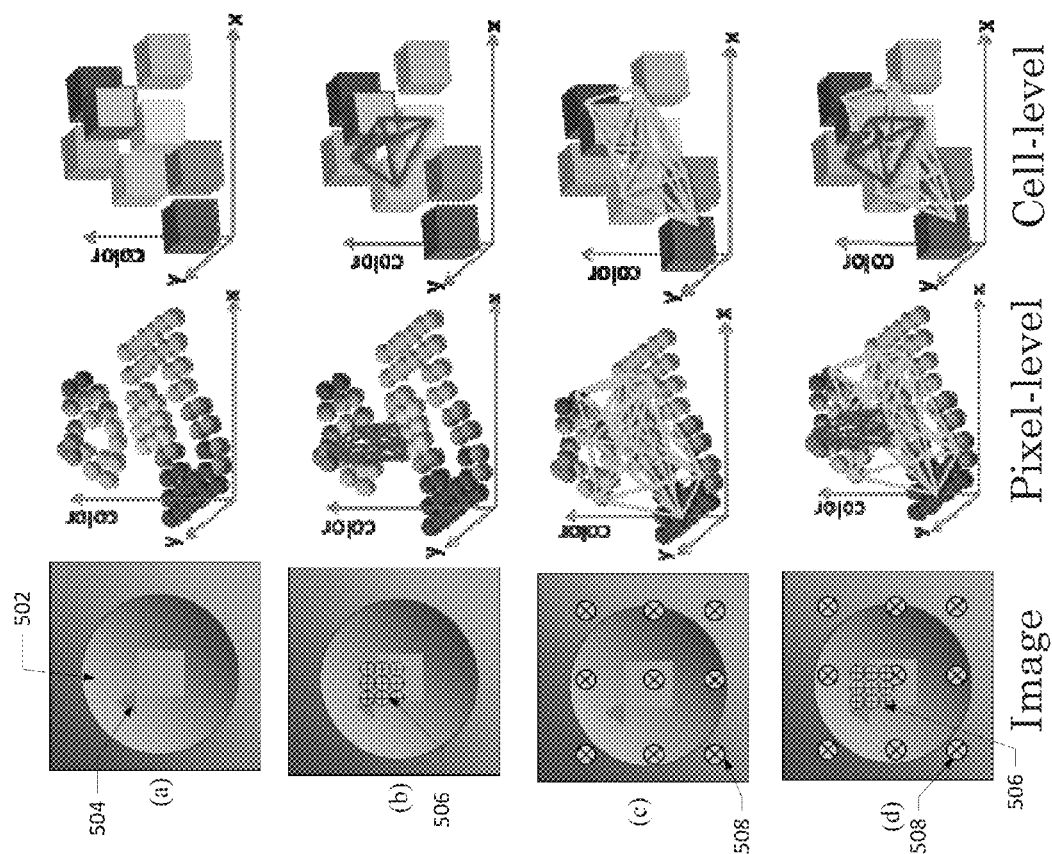 502
504
(a)
color
y
x
color
y
x
506
(b)
color
y
x
color
y
x
508
(c)
color
y
x
color
y
x
508
506
(d)
color
y
x
color
y
x
Image
Pixel-level
Cell-level